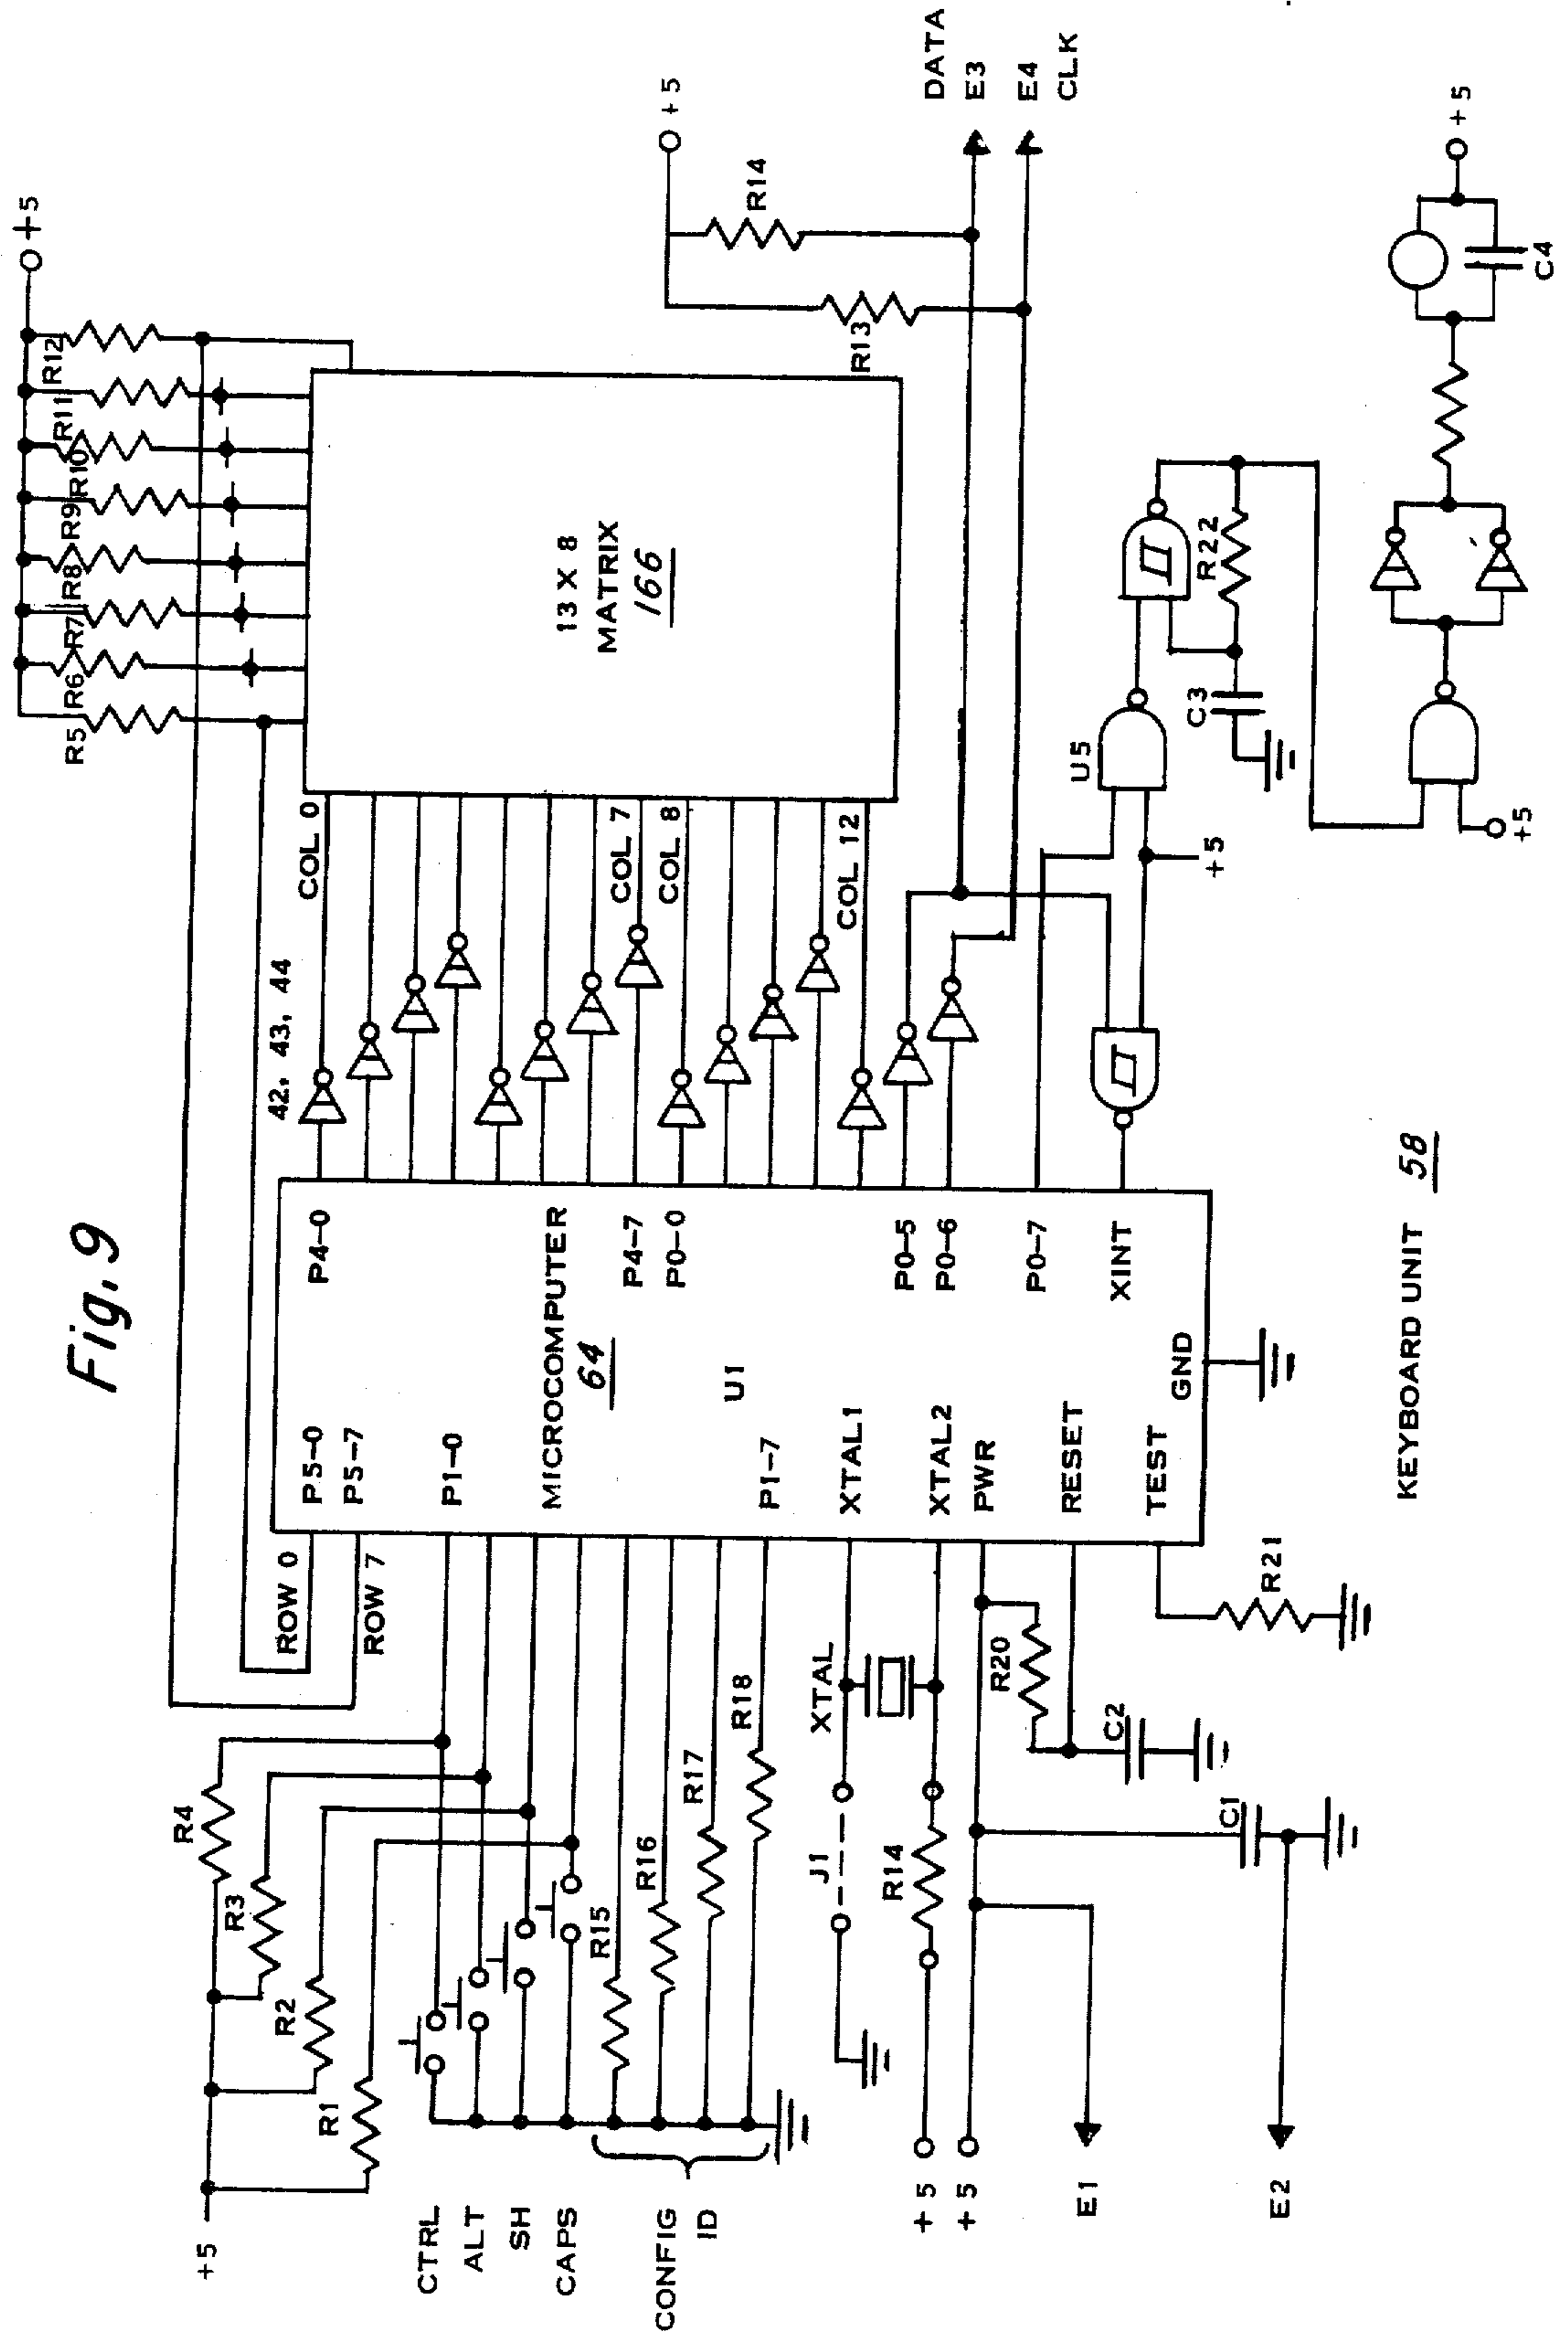 Fig. 9
+5
R4
R3
R2
R1
CTRL
ALT
SH
CAPS
CONFIG
ID
R15
R16
R17
R18
ROW 0
ROW 7
P5-0
P5-7
P1-0
P1-7
MICROCOMPUTER
64
U1
XTAL1
XTAL2
PWR
RESET
TEST
GND
P4-0
P4-7
P0-0
P0-5
P0-6
P0-7
XINT
XTAL
J1
R14
+5
+5
E1
E2
C1
C2
R20
R21
42, 43, 44
COL 0
COL 7
COL 8
COL 12
R5
R6
R7
R8
R9
R10
R11
R12
+5
13 X 8
MATRIX
166
+5
R14
R13
DATA
E3
E4
CLK
U5
+5
C3
R22
+5
C4
+5
KEYBOARD UNIT 58